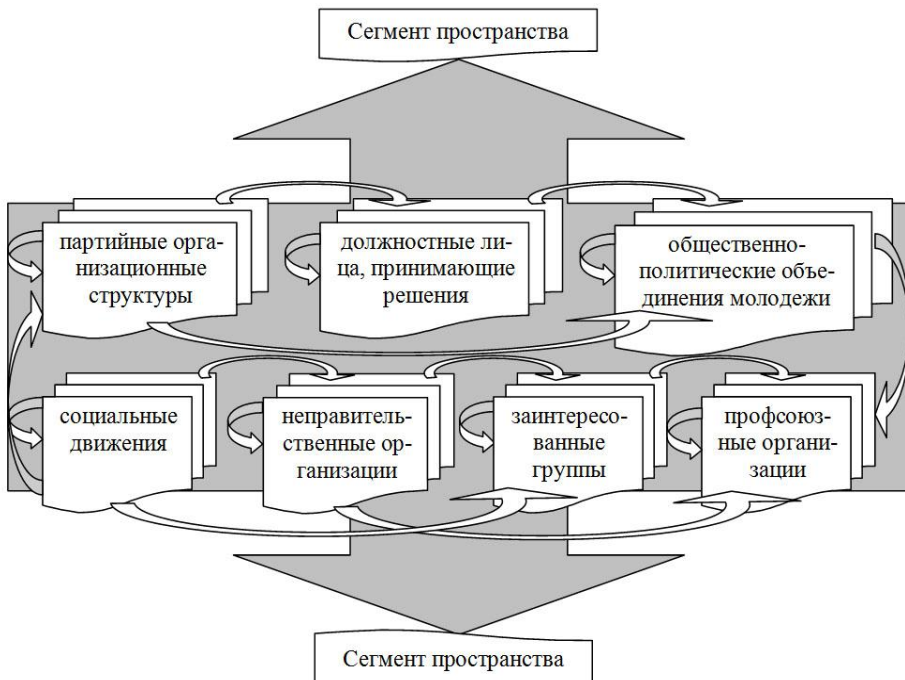 Сегмент пространства
партийные орга-
низационные
структуры
должностные ли-
ца, принимающие
решения
общественно-
политические объе-
динения молодежи
социальные
движения
неправитель-
ственные ор-
ганизации
заинтересо-
ванные
группы
профсоюз-
ные органи-
зации
Сегмент пространства